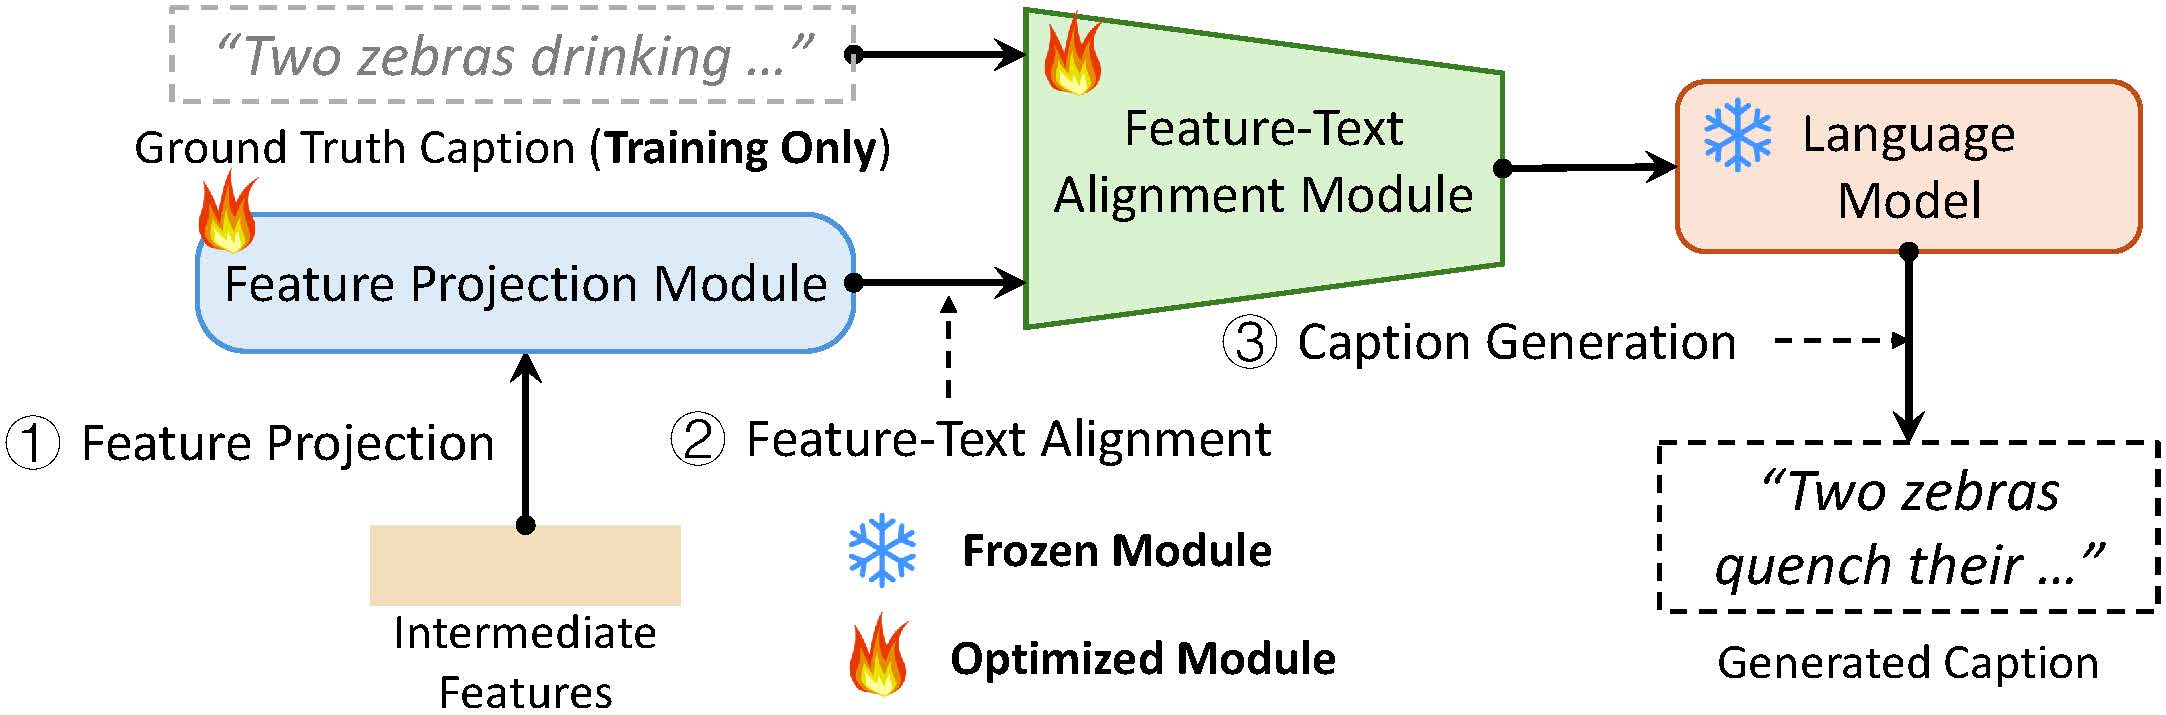 “Two zebras drinking …”
Ground Truth Caption (Training Only)
Feature Projection Module
Feature-Text
Alignment Module
Language
Model
① Feature Projection
② Feature-Text Alignment
③ Caption Generation
Intermediate
Features
Frozen Module
Optimized Module
“Two zebras
quench their …”
Generated Caption